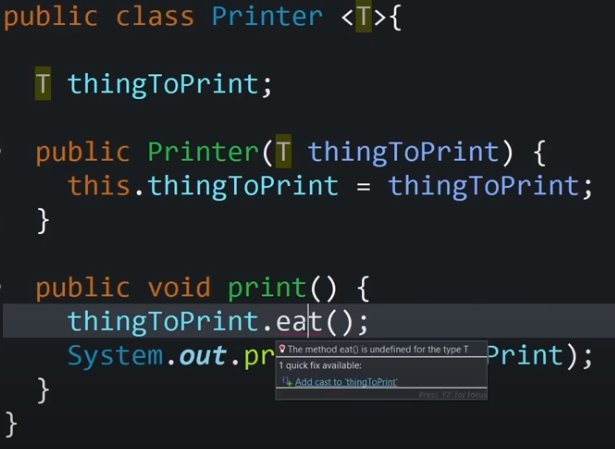 public class Printer <T>{
T thingToPrint;
public Printer(T thingToPrint) {
this.thingToPrint = thingToPrint;
}
public void print() {
thingToPrint.eat();
System.out.pr
Print);
The method eat() is undefined for the type T
1 quick fix available:
Add cast to 'thingToPrint'
Press 'F2' for focus
}
}